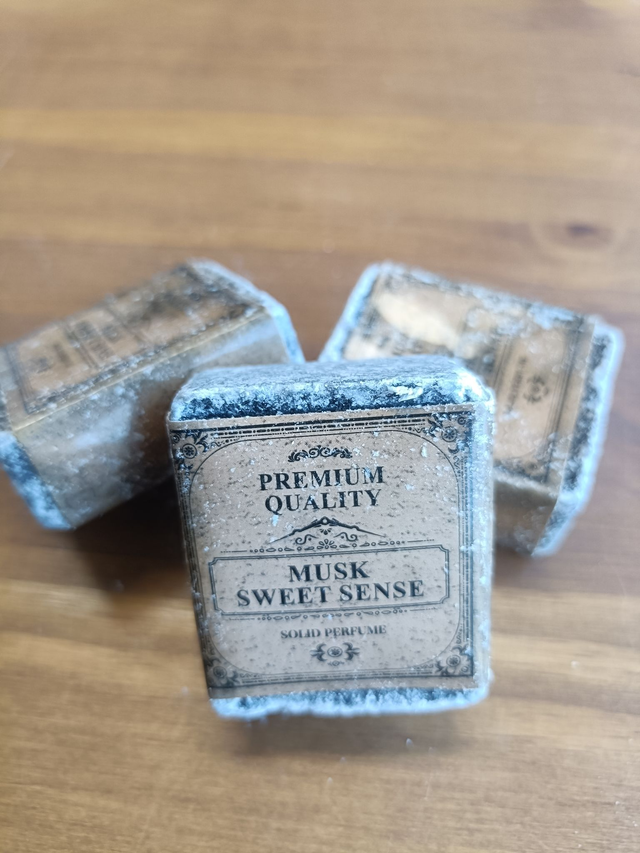 PREMIUM
QUALITY
MUSK
SWEET SENSE
SOLID PERFUME